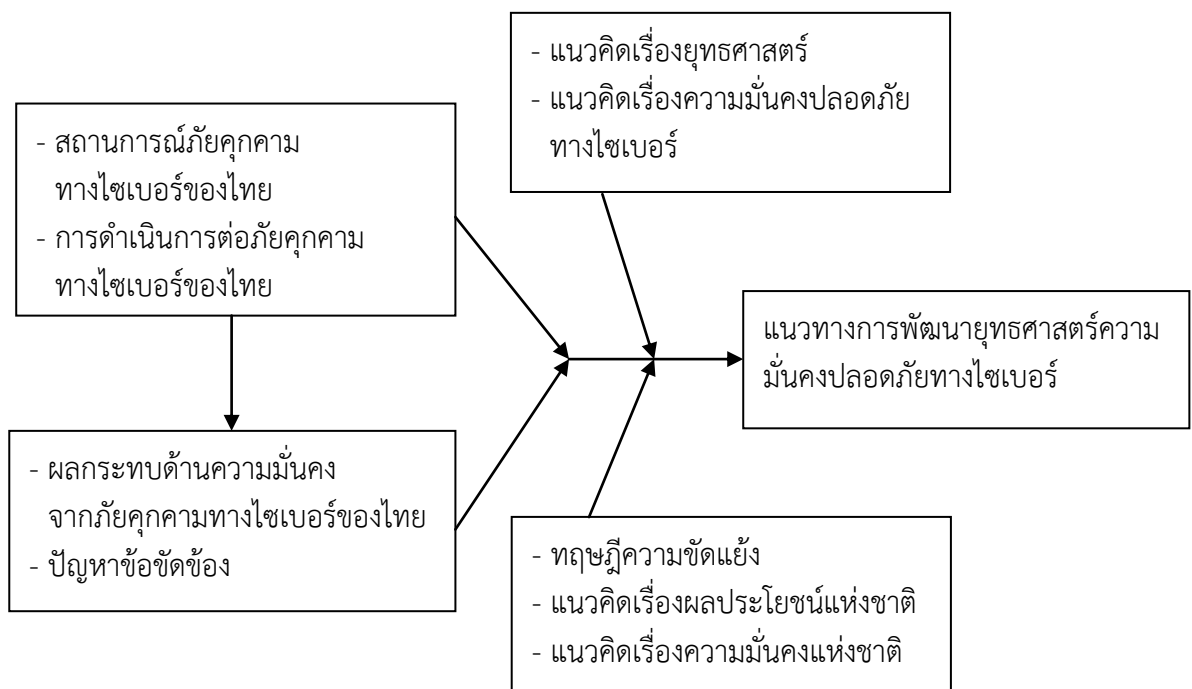 - แนวคิดเรื่องยุทธศาสตร์
- แนวคิดเรื่องความมั่นคงปลอดภัย
ทางไซเบอร์
- สถานการณ์ภัยคุกคาม
ทางไซเบอร์ของไทย
- การดำเนินการต่อภัยคุกคาม
ทางไซเบอร์ของไทย
แนวทางการพัฒนายุทธศาสตร์ความ
มั่นคงปลอดภัยทางไซเบอร์
- ผลกระทบด้านความมั่นคง
จากภัยคุกคามทางไซเบอร์ของไทย
- ปัญหาข้อขัดข้อง
- ทฤษฎีความขัดแย้ง
- แนวคิดเรื่องผลประโยชน์แห่งชาติ
- แนวคิดเรื่องความมั่นคงแห่งชาติ